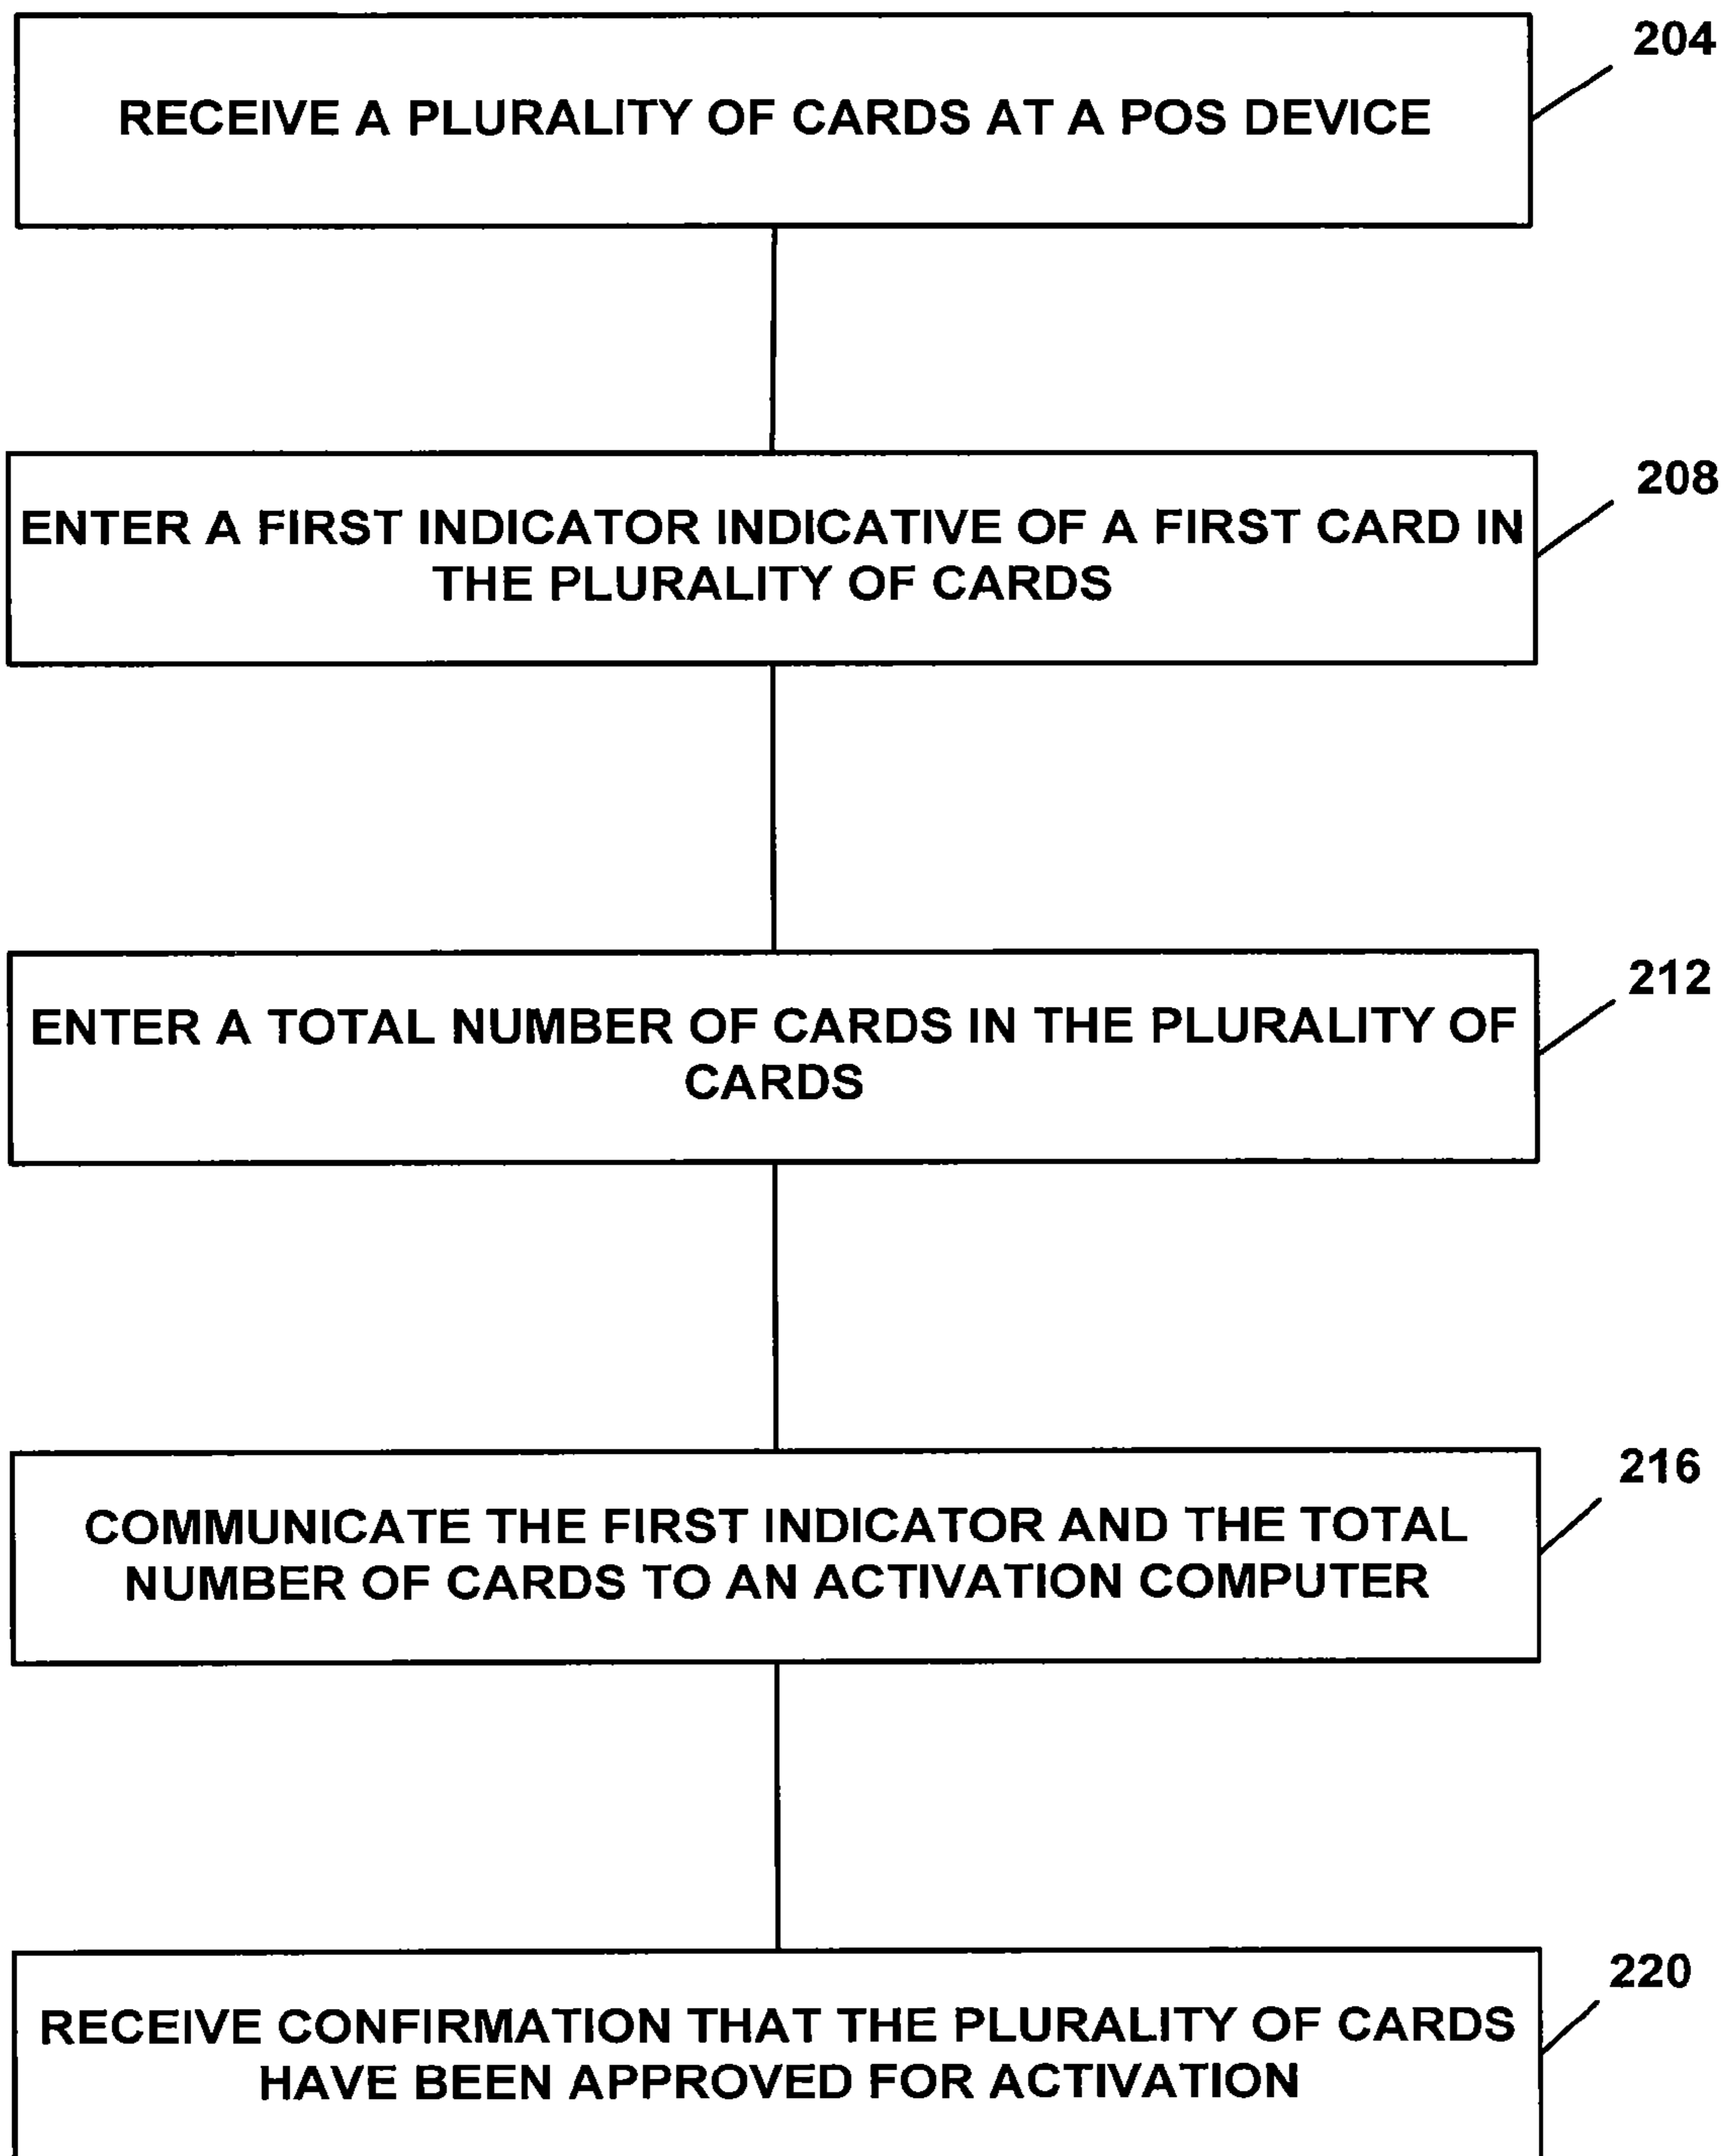 204
RECEIVE A PLURALITY OF CARDS AT A POS DEVICE
208
ENTER A FIRST INDICATOR INDICATIVE OF A FIRST CARD IN
THE PLURALITY OF CARDS
212
ENTER A TOTAL NUMBER OF CARDS IN THE PLURALITY OF
CARDS
216
COMMUNICATE THE FIRST INDICATOR AND THE TOTAL
NUMBER OF CARDS TO AN ACTIVATION COMPUTER
220
RECEIVE CONFIRMATION THAT THE PLURALITY OF CARDS
HAVE BEEN APPROVED FOR ACTIVATION